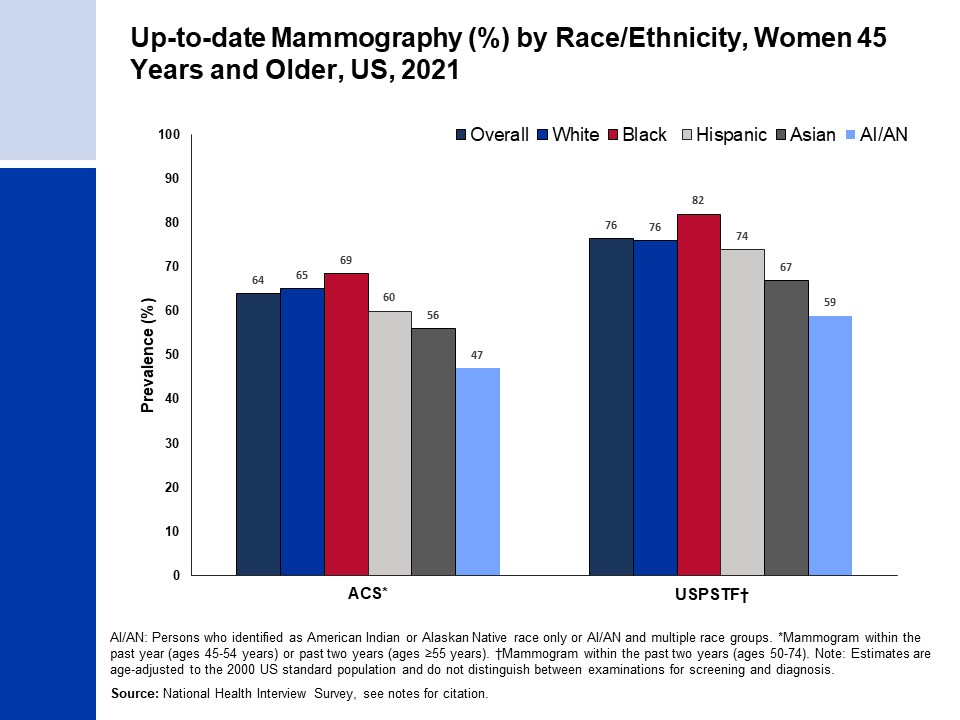 Up-to-date Mammography (%) by Race/Ethnicity, Women 45
Years and Older, US, 2021
Overall White Black Hispanic Asian AI/AN
Prevalence (%)
100
90
80
70
60
50
40
30
20
10
0
64
65
69
60
56
47
76
76
82
74
67
59
ACS*
USPSTF†
AI/AN: Persons who identified as American Indian or Alaskan Native race only or AI/AN and multiple race groups. *Mammogram within the
past year (ages 45-54 years) or past two years (ages ≥55 years). †Mammogram within the past two years (ages 50-74). Note: Estimates are
age-adjusted to the 2000 US standard population and do not distinguish between examinations for screening and diagnosis.
Source: National Health Interview Survey, see notes for citation.